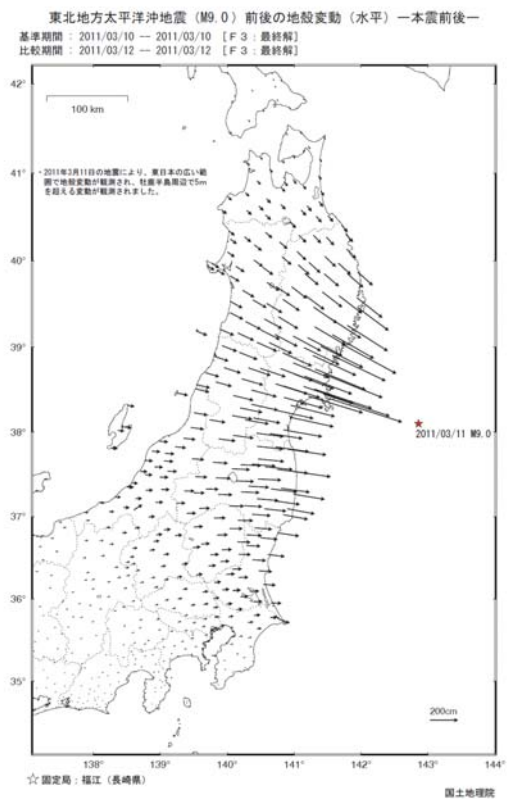 東北地方太平洋沖地震（M9.0）前後の地殻変動（水平）－本震前後－
基準期間 : 2011/03/10 -- 2011/03/10 [Ｆ３：最終解]
比較期間 : 2011/03/12 -- 2011/03/12 [Ｆ３：最終解]
42°
100 km
・2011年3月11日の地震により、東日本の広い範
囲で地殻変動が観測され、牡鹿半島周辺で5m
を超える変動が観測されました。
41°
40°
39°
38°
2011/03/11 M9.0
37°
36°
35°
200cm
138° 139° 140° 141° 142° 143° 144°
☆ 固定局：福江（長崎県）
国土地理院